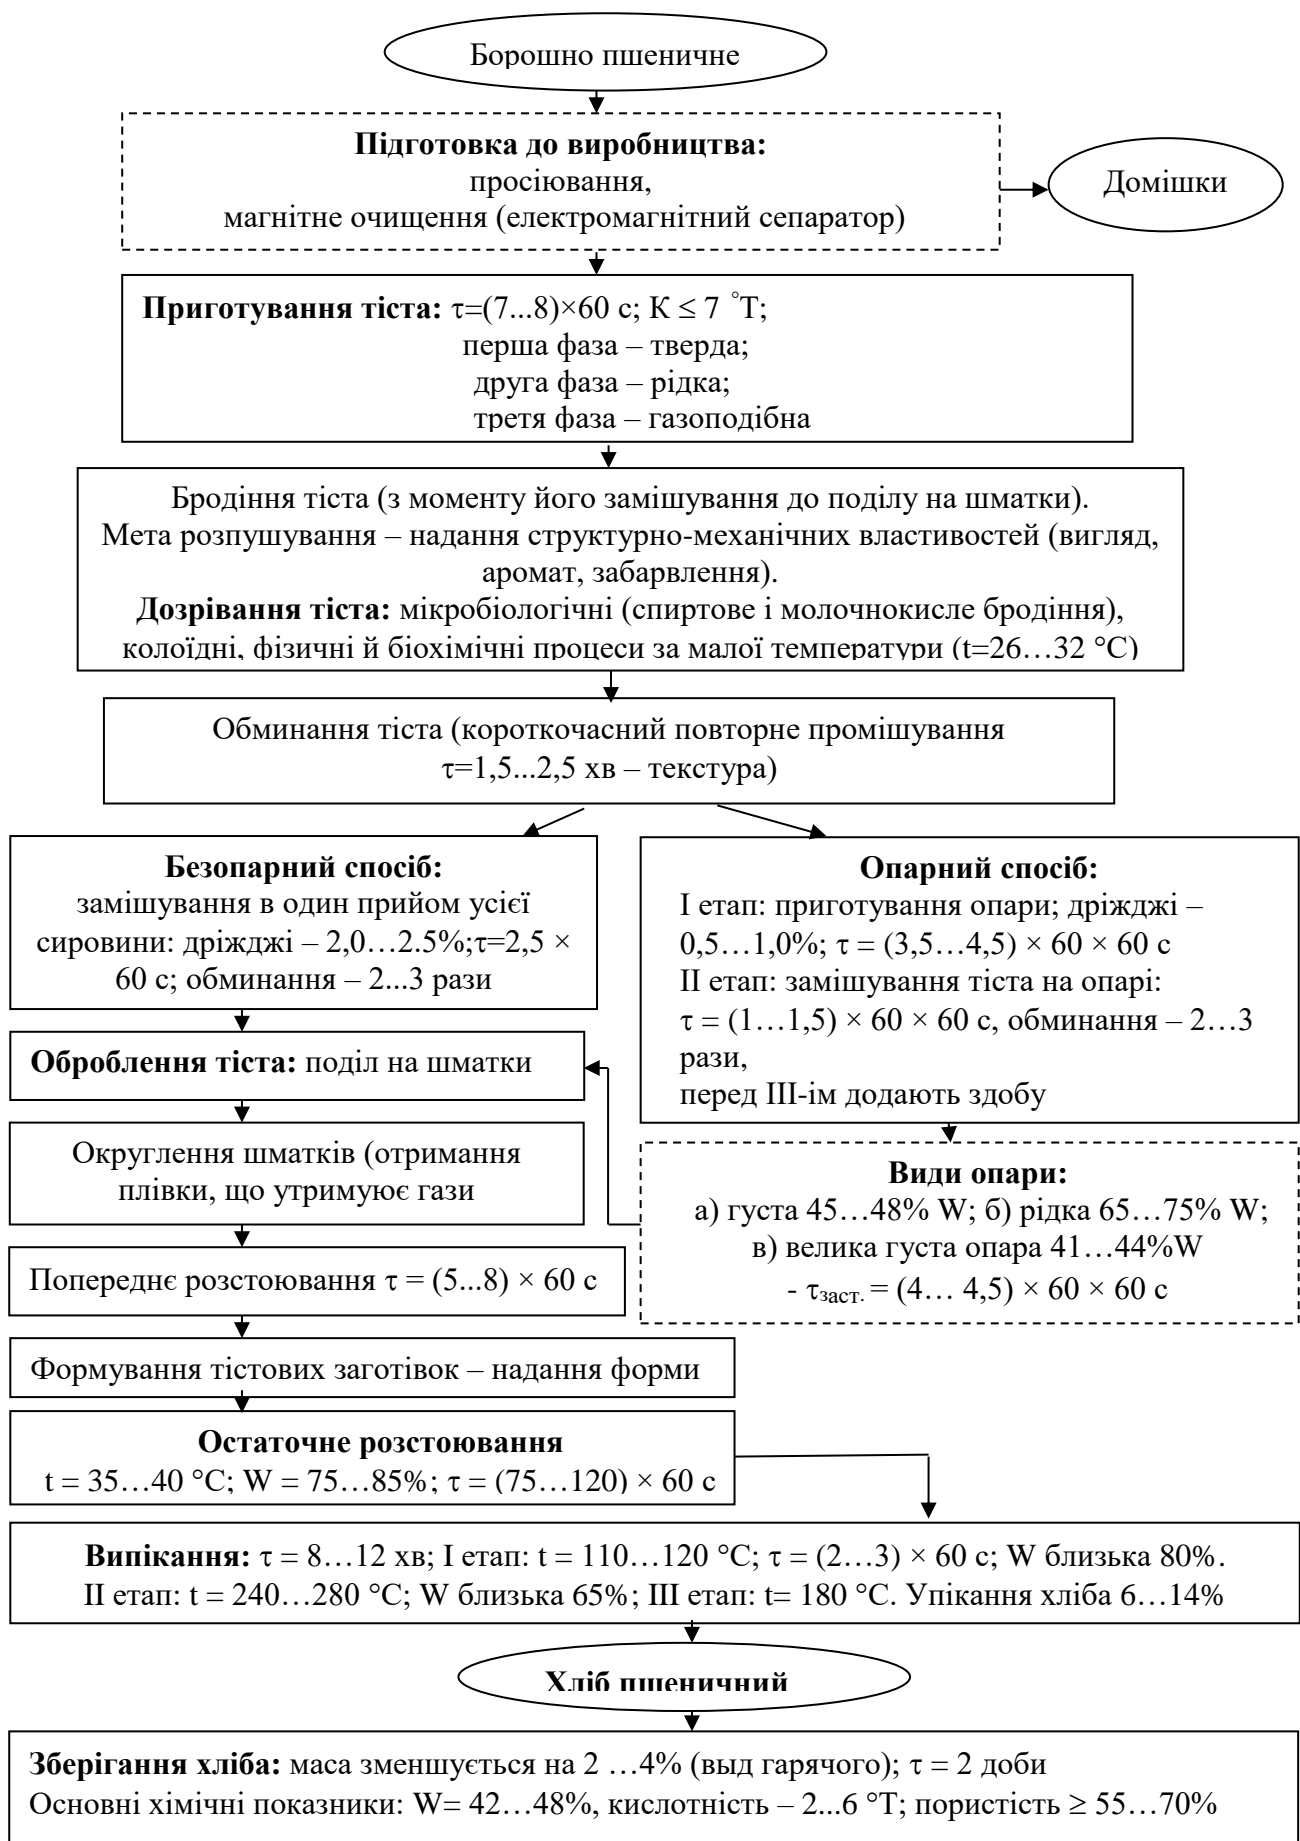 Борошно пшеничне
Підготовка до виробництва:
просіювання,
магнітне очищення (електромагнітний сепаратор)
Домішки
Приготування тіста: τ=(7...8)×60 с; К ≤ 7 °Т;
перша фаза – тверда;
друга фаза – рідка;
третя фаза – газоподібна
Бродіння тіста (з моменту його замішування до поділу на шматки).
Мета розпушування – надання структурно-механічних властивостей (вигляд,
аромат, забарвлення).
Дозрівання тіста: мікробіологічні (спиртове і молочнокисле бродіння),
колоїдні, фізичні й біохімічні процеси за малої температури (t=26…32 °С)
Обминання тіста (короткочасний повторне промішування
τ=1,5...2,5 хв – текстура)
Безопарний спосіб:
замішування в один прийом усієї
сировини: дріжджі – 2,0…2.5%;τ=2,5 ×
60 с; обминання – 2...3 рази
Опарний спосіб:
І етап: приготування опари; дріжджі –
0,5…1,0%; τ = (3,5…4,5) × 60 × 60 с
ІІ етап: замішування тіста на опарі:
τ = (1…1,5) × 60 × 60 с, обминання – 2…3
рази,
перед ІІІ-ім додають здобу
Оброблення тіста: поділ на шматки
Округлення шматків (отримання
плівки, що утримуює гази
Види опари:
а) густа 45…48% W; б) рідка 65…75% W;
в) велика густа опара 41…44%W
- τзаст. = (4… 4,5) × 60 × 60 с
Попереднє розстоювання τ = (5...8) × 60 с
Формування тістових заготівок – надання форми
Остаточне розстоювання
t = 35…40 °С; W = 75…85%; τ = (75…120) × 60 с
Випікання: τ = 8…12 хв; І етап: t = 110…120 °С; τ = (2…3) × 60 с; W близька 80%.
ІІ етап: t = 240…280 °С; W близька 65%; ІІІ етап: t= 180 °С. Упікання хліба 6…14%
Хліб пшеничний
Зберігання хліба: маса зменшується на 2 …4% (выд гарячого); τ = 2 доби
Основні хімічні показники: W= 42…48%, кислотність – 2...6 °Т; пористість ≥ 55…70%